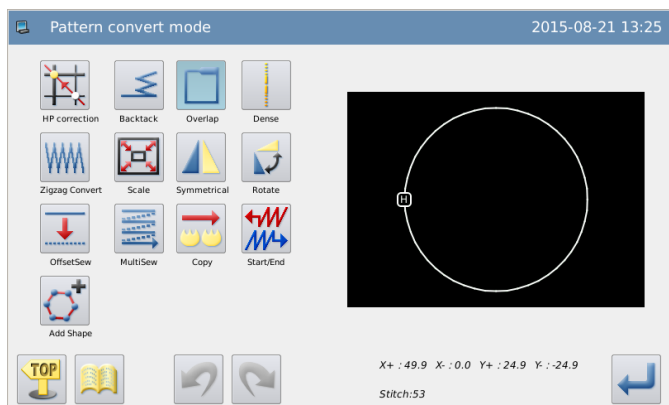 Pattern convert mode 2015-08-21 13:25
HP correction Backtack Overlap Dense
Zigzag Convert Scale Symmetrical Rotate
H
OffsetSew MultiSew Copy Start/End
Add Shape
TOP
X+ : 49.9 X- : 0.0 Y+ : 24.9 Y- : -24.9
Stitch:53